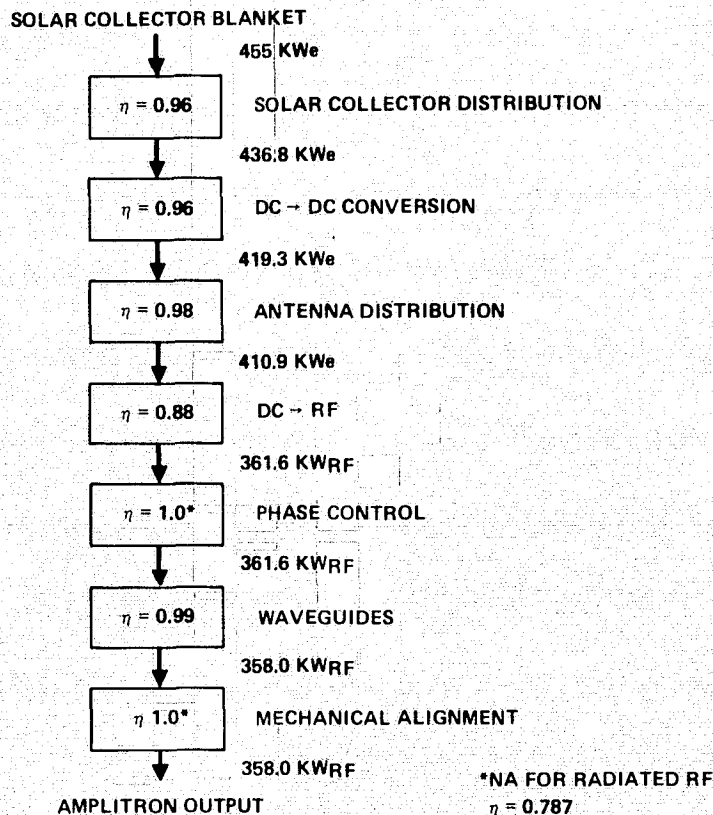 SOLAR COLLECTOR BLANKET
455 KWe
η = 0.96 SOLAR COLLECTOR DISTRIBUTION
436.8 KWe
η = 0.96 DC → DC CONVERSION
419.3 KWe
η = 0.98 ANTENNA DISTRIBUTION
410.9 KWe
η = 0.88 DC → RF
361.6 KWRF
η = 1.0* PHASE CONTROL
361.6 KWRF
η = 0.99 WAVEGUIDES
358.0 KWRF
η 1.0* MECHANICAL ALIGNMENT
358.0 KWRF
*NA FOR RADIATED RF
AMPLITRON OUTPUT η = 0.787